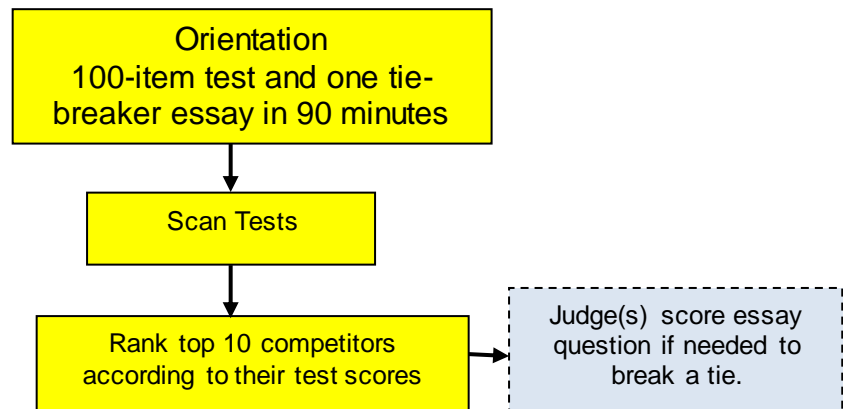 Orientation
100-item test and one tie-
breaker essay in 90 minutes
Scan Tests
Rank top 10 competitors
according to their test scores
Judge(s) score essay
question if needed to
break a tie.